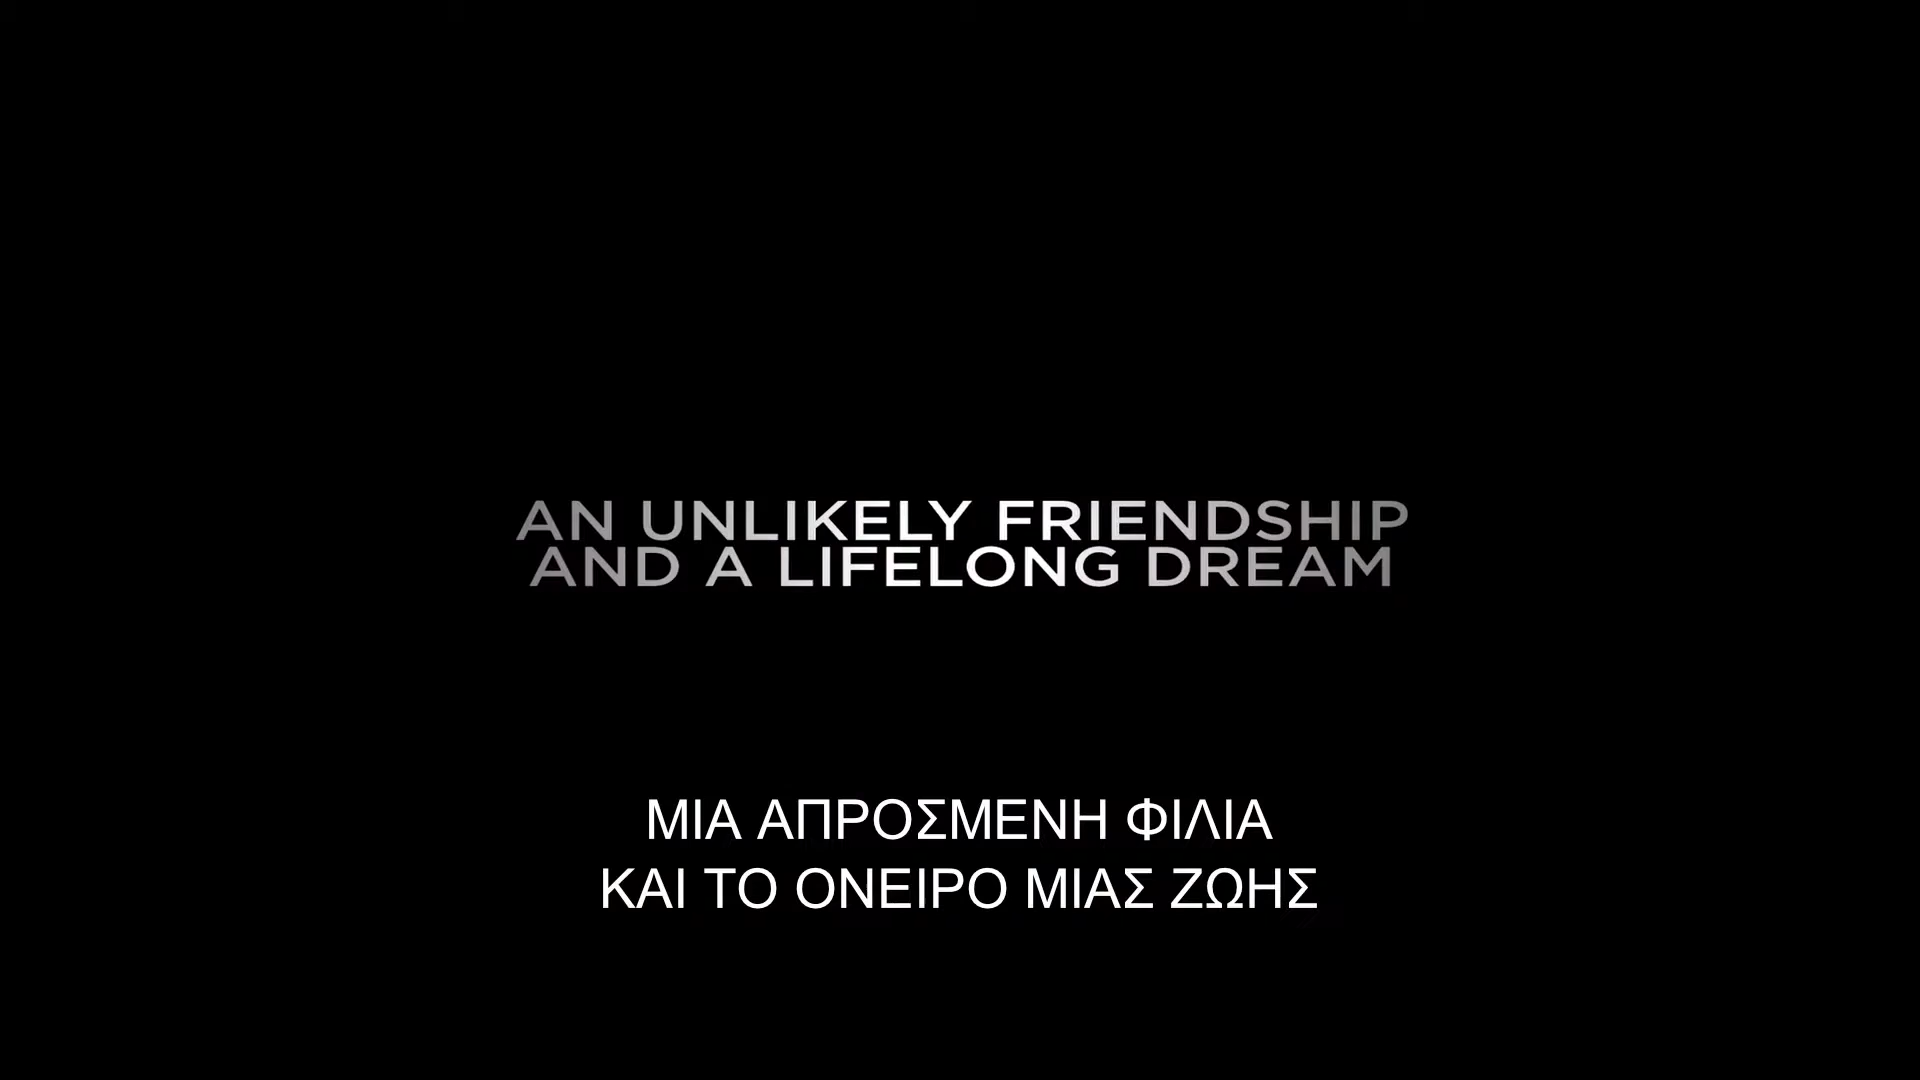 AN UNLIKELY FRIENDSHIP
AND A LIFELONG DREAM
ΜΙΑ ΑΠΡΟΣΜΕΝΗ ΦΙΛΙΑ
ΚΑΙ ΤΟ ΟΝΕΙΡΟ ΜΙΑΣ ΖΩΗΣ